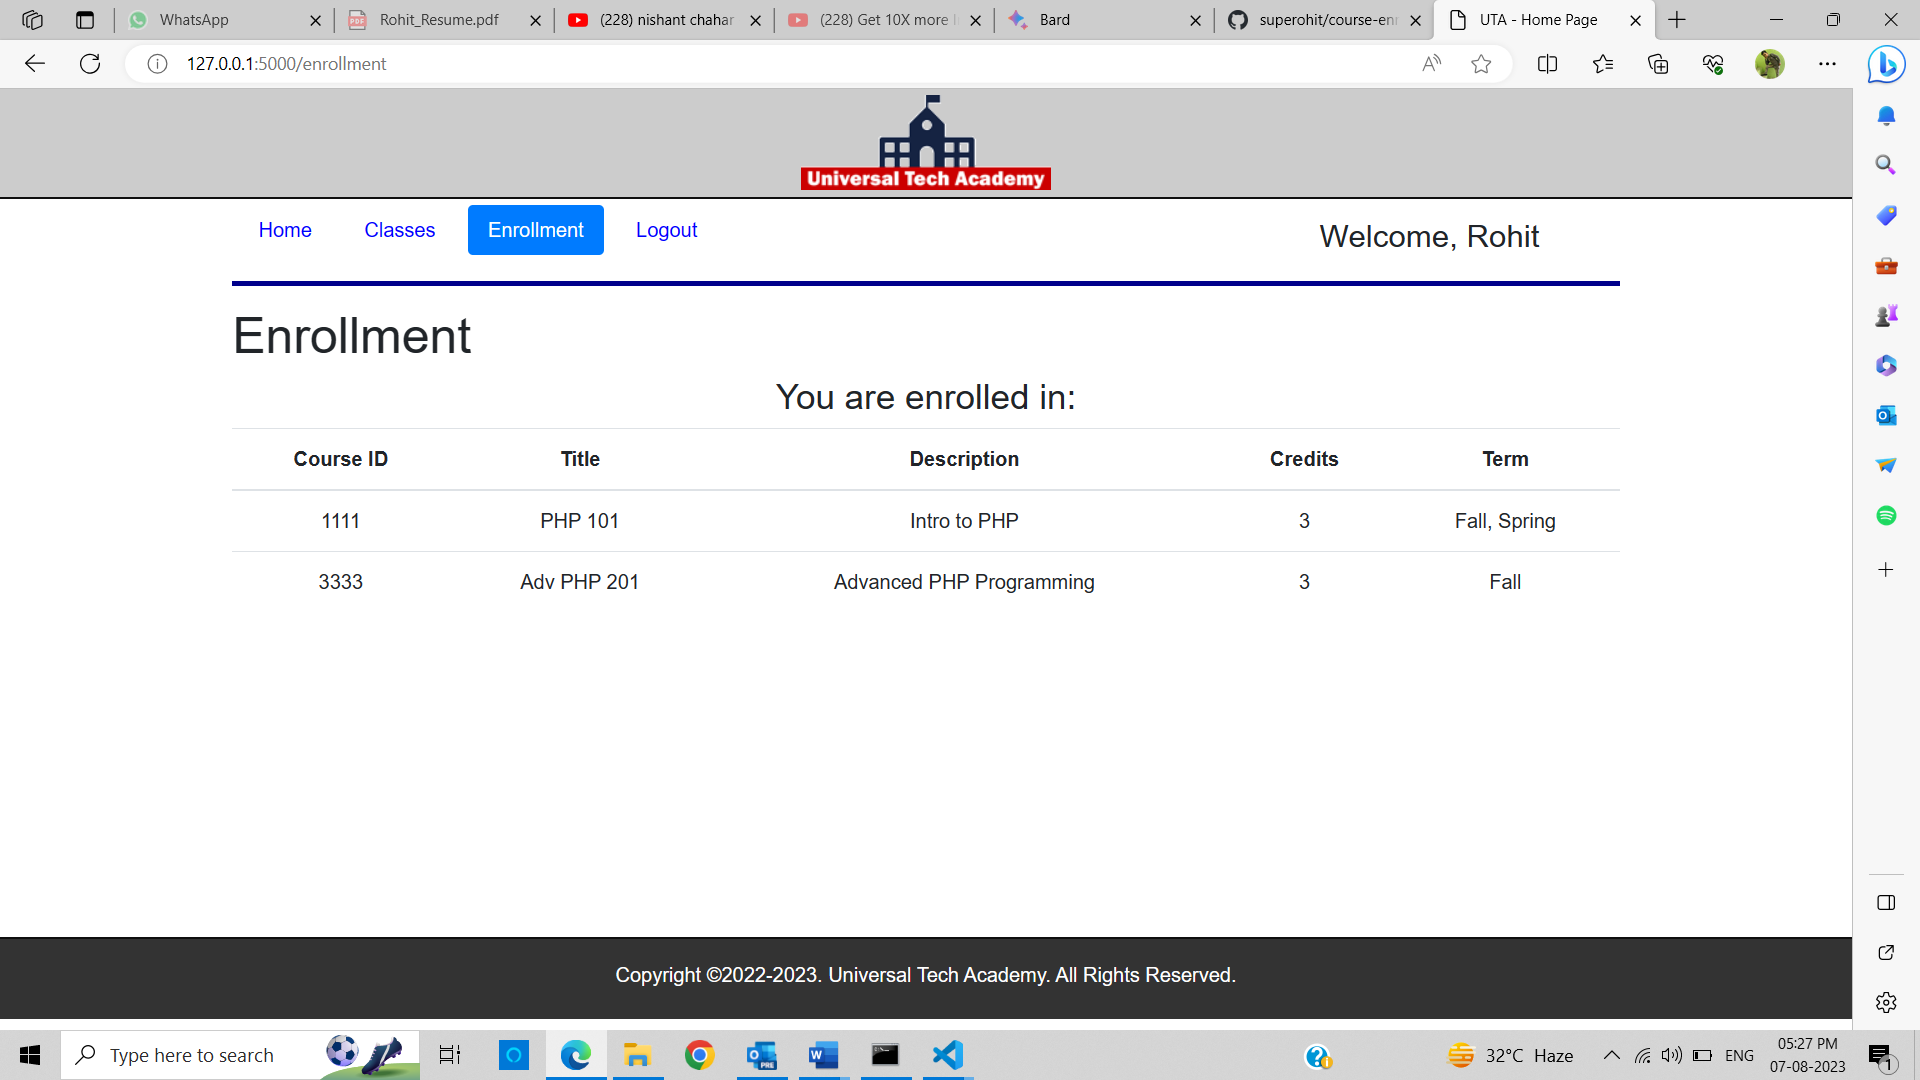 WhatsApp
Rohit_Resume.pdf
(228) nishant chahar
(228) Get 10X more
Bard
superohit/course-en
UTA - Home Page
127.0.0.1:5000/enrollment
Universal Tech Academy
Home Classes Enrollment Logout
Welcome, Rohit
Enrollment
You are enrolled in:
Course ID Title Description Credits Term
1111 PHP 101 Intro to PHP 3 Fall, Spring
3333 Adv PHP 201 Advanced PHP Programming 3 Fall
Copyright ©2022-2023. Universal Tech Academy. All Rights Reserved.
Type here to search
PRE
32°C Haze
ENG
05:27 PM
07-08-2023
1